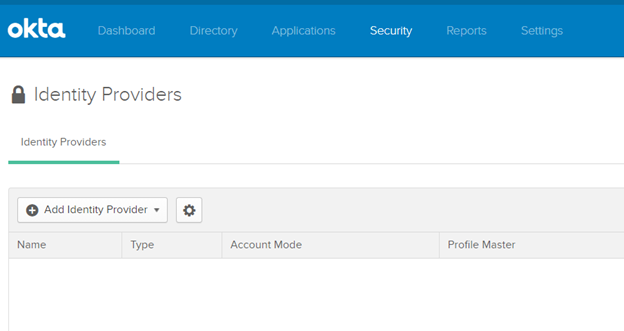 okta Dashboard Directory Applications Security Reports Settings
Identity Providers
Identity Providers
Add Identity Provider
Name Type Account Mode Profile Master